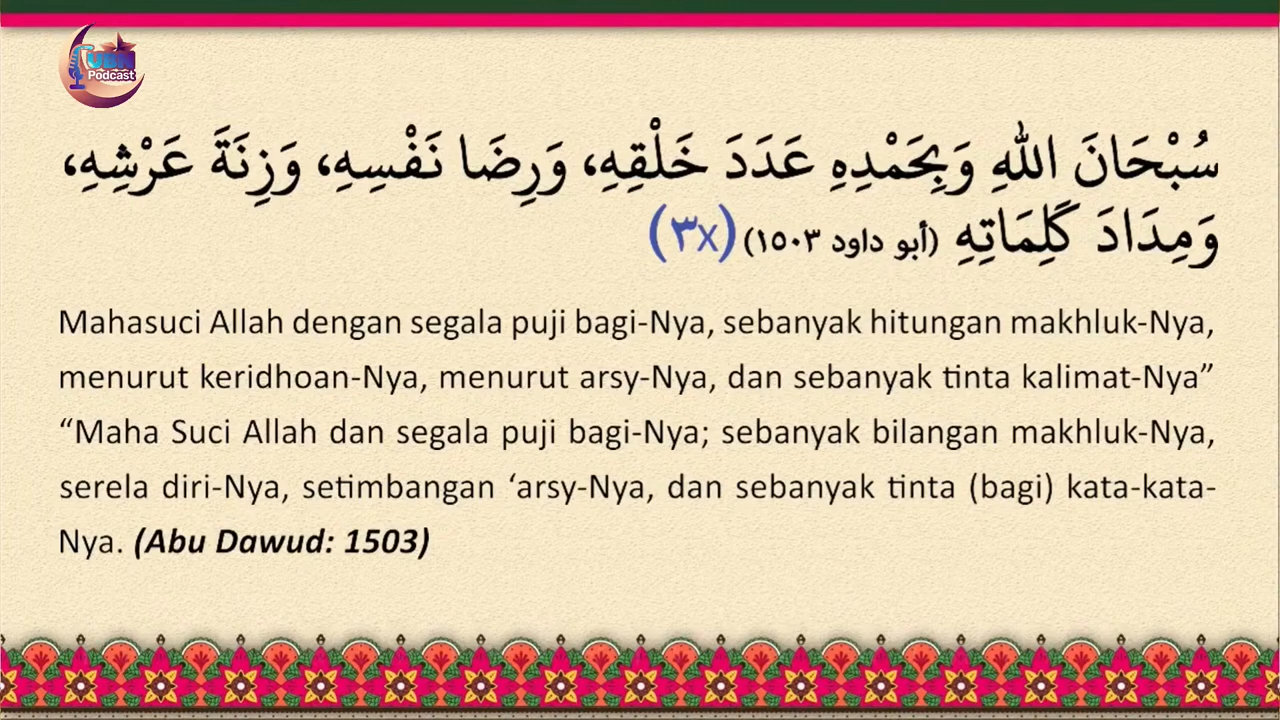 UBN
Podcast
سُبْحَانَ اللهِ وَبِحَمْدِهِ عَدَدَ خَلْقِهِ، وَرِضَا نَفْسِهِ، وَزِنَةَ عَرْشِهِ،
وَمِدَادَ كَلِمَاتِهِ (أبو داود ١٥٠٣) (٣x)
Mahasuci Allah dengan segala puji bagi-Nya, sebanyak hitungan makhluk-Nya,
menurut keridhoan-Nya, menurut arsy-Nya, dan sebanyak tinta kalimat-Nya”
“Maha Suci Allah dan segala puji bagi-Nya; sebanyak bilangan makhluk-Nya,
serela diri-Nya, setimbangan ‘arsy-Nya, dan sebanyak tinta (bagi) kata-kata-
Nya. (Abu Dawud: 1503)